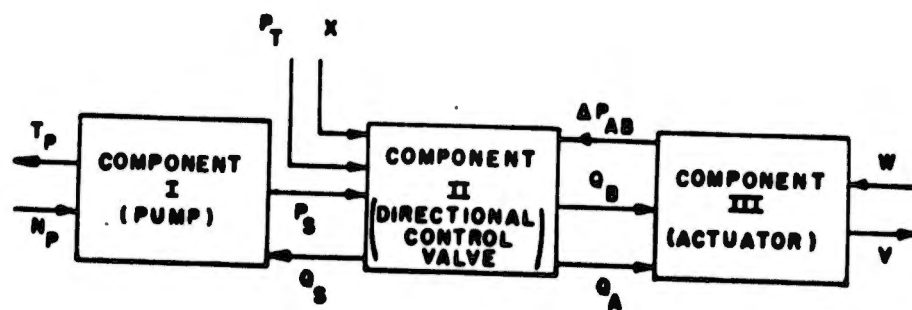 P_T X
T_P
N_P
COMPONENT
I
(PUMP)
P_S
Q_S
COMPONENT
II
(DIRECTIONAL
CONTROL
VALVE)
ΔP_AB
Q_B
Q_A
COMPONENT
III
(ACTUATOR)
W
V